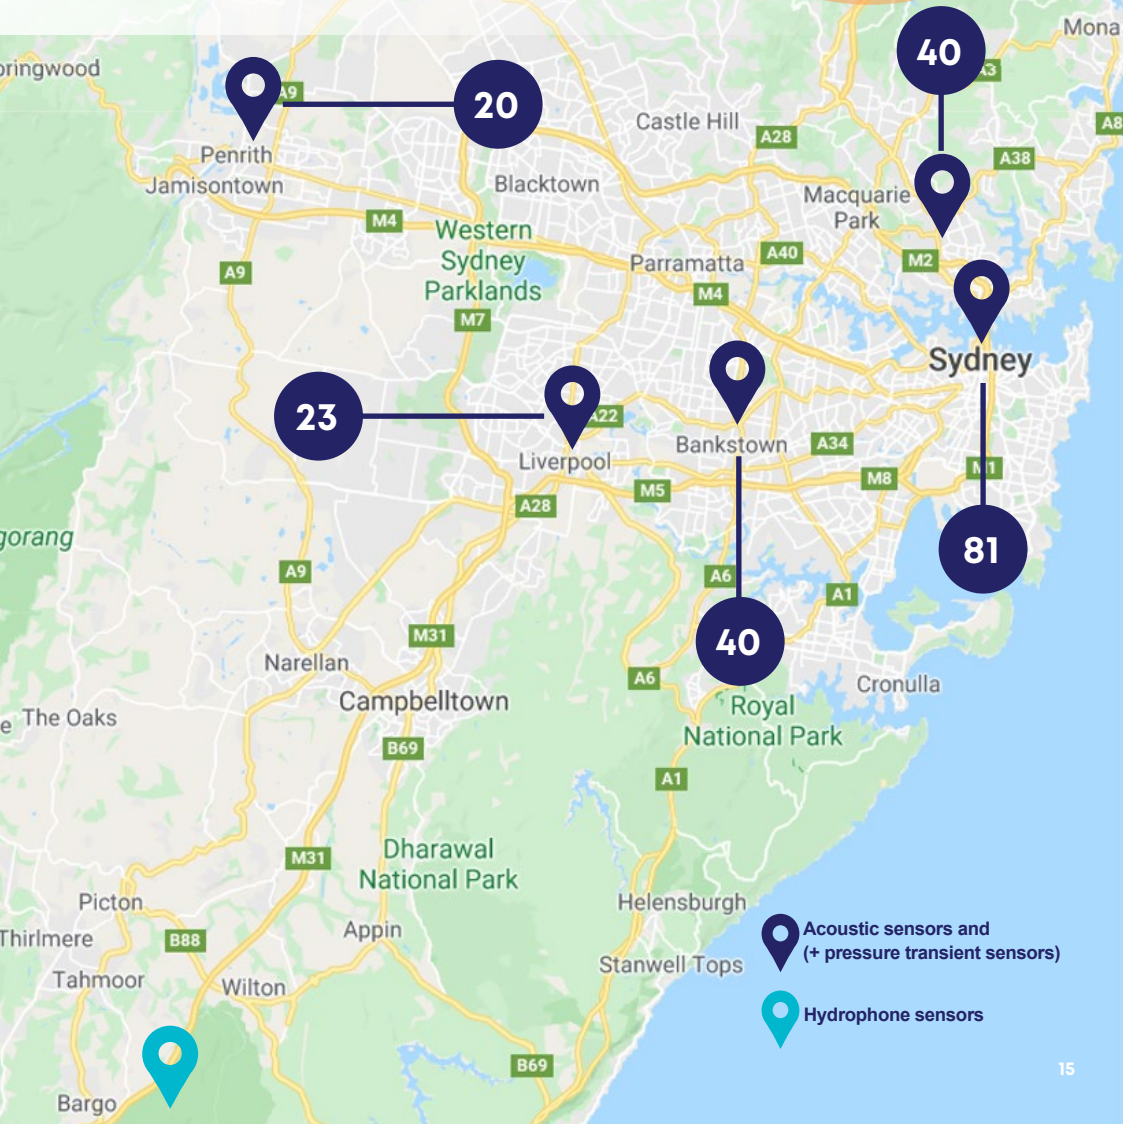 Mona
40
A3
oringwood
A9
20
Castle Hill
A8
A28
A38
Penrith
Jamisontown
Blacktown
Macquarie
Park
M4
Western
Sydney
Parklands
A40
M2
Parramatta
A9
M4
M7
Sydney
23
A22
Bankstown
A34
Liverpool
M1
M8
M5
A28
gorang
81
A9
A6
A1
M31
40
Narellan
A6
Cronulla
Campbelltown
Royal
National Park
e
The Oaks
B69
A1
Dharawal
National Park
M31
Picton
Helensburgh
Acoustic sensors and
(+ pressure transient sensors)
Thirlmere
B88
Appin
Stanwell Tops
Tahmoor
Wilton
Hydrophone sensors
B69
15
Bargo